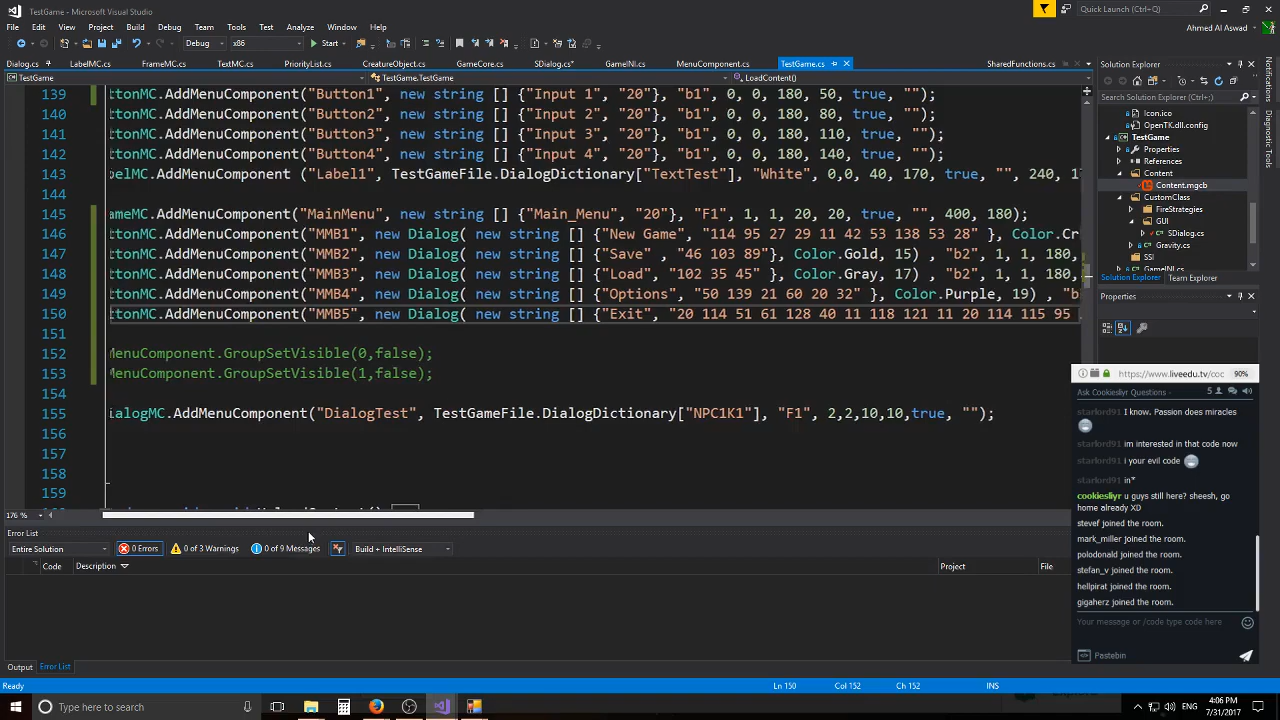 TestGame - Microsoft Visual Studio
Quick Launch (Ctrl+Q)
File Edit View Project Build Debug Team Tools Test Analyze Window Help
Ahmed Al Aswad
Debug x86 Start
Dialog.cs LabelMC.cs FrameMC.cs TextMC.cs PriorityList.cs CreatureObject.cs GameCore.cs SDialog.cs* GameINI.cs MenuComponent.cs TestGame.cs SharedFunctions.cs
TestGame TestGame.TestGame LoadContent()
139 ttonMC.AddMenuComponent("Button1", new string [] {"Input 1", "20"}, "b1", 0, 0, 180, 50, true, "");
140 ttonMC.AddMenuComponent("Button2", new string [] {"Input 2", "20"}, "b1", 0, 0, 180, 80, true, "");
141 ttonMC.AddMenuComponent("Button3", new string [] {"Input 3", "20"}, "b1", 0, 0, 180, 110, true, "");
142 ttonMC.AddMenuComponent("Button4", new string [] {"Input 4", "20"}, "b1", 0, 0, 180, 140, true, "");
143 belMC.AddMenuComponent ("Label1", TestGameFile.DialogDictionary["TextTest"], "White", 0,0, 40, 170, true, "", 240, 17
144
145 ameMC.AddMenuComponent("MainMenu", new string [] {"Main_Menu", "20"}, "F1", 1, 1, 20, 20, true, "", 400, 180);
146 ttonMC.AddMenuComponent("MMB1", new Dialog( new string [] {"New Game", "114 95 27 29 11 42 53 138 53 28" }, Color.Cr
147 ttonMC.AddMenuComponent("MMB2", new Dialog( new string [] {"Save" , "46 103 89"}, Color.Gold, 15) , "b2", 1, 1, 180,
148 ttonMC.AddMenuComponent("MMB3", new Dialog( new string [] {"Load", "102 35 45" }, Color.Gray, 17) , "b2", 1, 1, 180,
149 ttonMC.AddMenuComponent("MMB4", new Dialog( new string [] {"Options", "50 139 21 60 20 32" }, Color.Purple, 19) , "b
150 ttonMC.AddMenuComponent("MMB5", new Dialog( new string [] {"Exit", "20 114 51 61 128 40 11 118 121 11 20 114 115 95
151
152 MenuComponent.GroupSetVisible(0,false);
153 MenuComponent.GroupSetVisible(1,false);
154
155 ialogMC.AddMenuComponent("DialogTest", TestGameFile.DialogDictionary["NPC1K1"], "F1", 2,2,10,10,true, "");
156
157
158
159
176 %
Error List
Entire Solution 0 Errors 0 of 3 Warnings 0 of 9 Messages Build + IntelliSense
Code Description Project File
Output Error List
Ready Ln 150 Col 152 Ch 152 INS
Solution Explorer
Search Solution Explorer (Ctrl+;)
Icon.ico
OpenTK.dll.config
TestGame
Properties
References
Content
Content.mgcb
CustomClass
FireStrategies
GUI
SDialog.cs
Gravity.cs
SSI
GameINI.cs
Solution Explorer Team Explorer
Properties
Notifications
Diagnostic Tools
https://www.liveedu.tv/coc 90%
Ask Cookiesliyr Questions 5
starlord91 I know. Passion does miracles
starlord91 im interested in that code now
starlord91 i your evil code
starlord91 in*
cookiesliyr u guys still here? sheesh, go
home already XD
stevef joined the room.
mark_miller joined the room.
polodonald joined the room.
stefan_v joined the room.
hellpirat joined the room.
gigaherz joined the room.
Your message or /code type code here
Pastebin
Type here to search
ENG
4:06 PM
7/31/2017